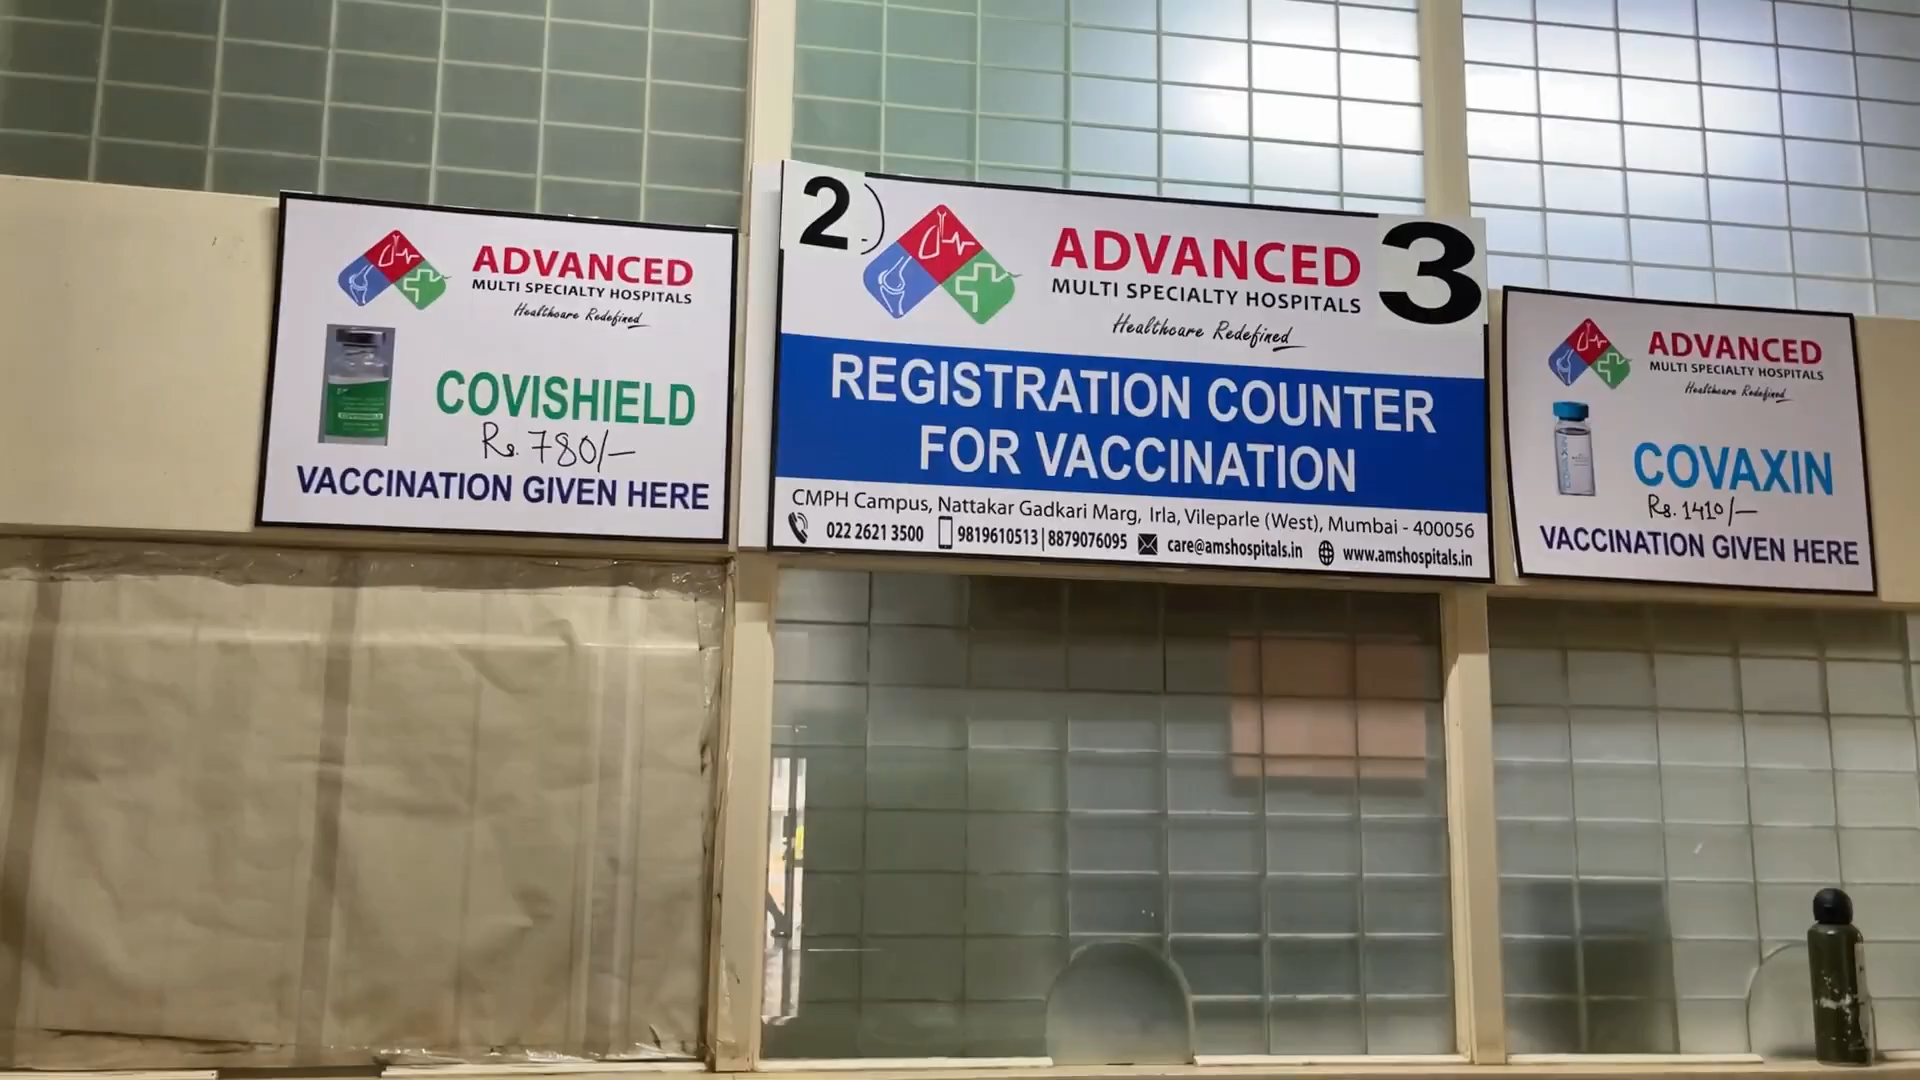 ADVANCED
MULTI SPECIALTY HOSPITALS
Healthcare Redefined
COVISHIELD
Rs. 780/-
VACCINATION GIVEN HERE
2)
ADVANCED
MULTI SPECIALTY HOSPITALS
Healthcare Redefined
3
REGISTRATION COUNTER
FOR VACCINATION
CMPH Campus, Nattakar Gadkari Marg, Irla, Vileparle (West), Mumbai - 400056
022 2621 3500 9819610513 | 8879076095 care@amshospitals.in www.amshospitals.in
ADVANCED
MULTI SPECIALTY HOSPITALS
Healthcare Redefined
COVAXIN
COVAXIN
Rs. 1410/-
VACCINATION GIVEN HERE